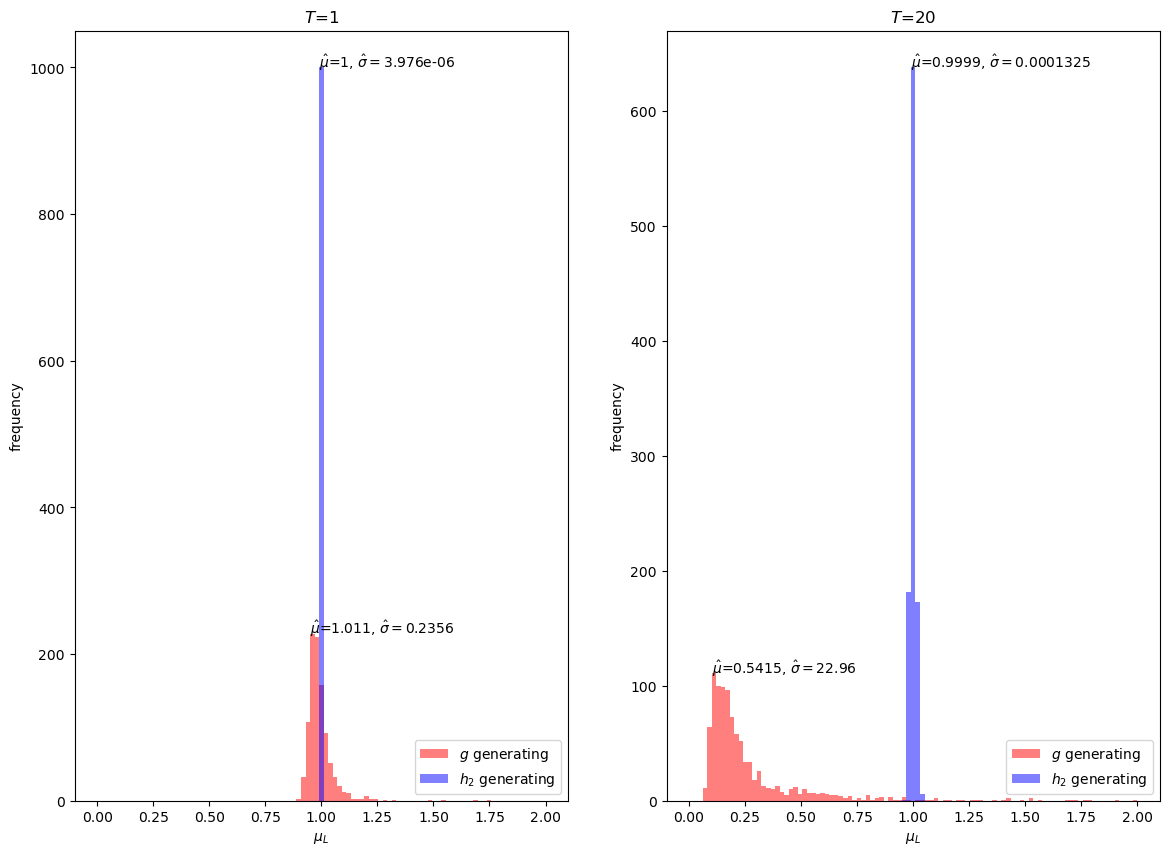 T=1
μ̂=1, σ̂ = 3.976e-06
μ̂=1.011, σ̂ = 0.2356
frequency
1000
800
600
400
200
0
0.00 0.25 0.50 0.75 1.00 1.25 1.50 1.75 2.00
μ_L
g generating
h₂ generating
T=20
μ̂=0.9999, σ̂ = 0.0001325
μ̂=0.5415, σ̂ = 22.96
frequency
600
500
400
300
200
100
0
0.00 0.25 0.50 0.75 1.00 1.25 1.50 1.75 2.00
μ_L
g generating
h₂ generating